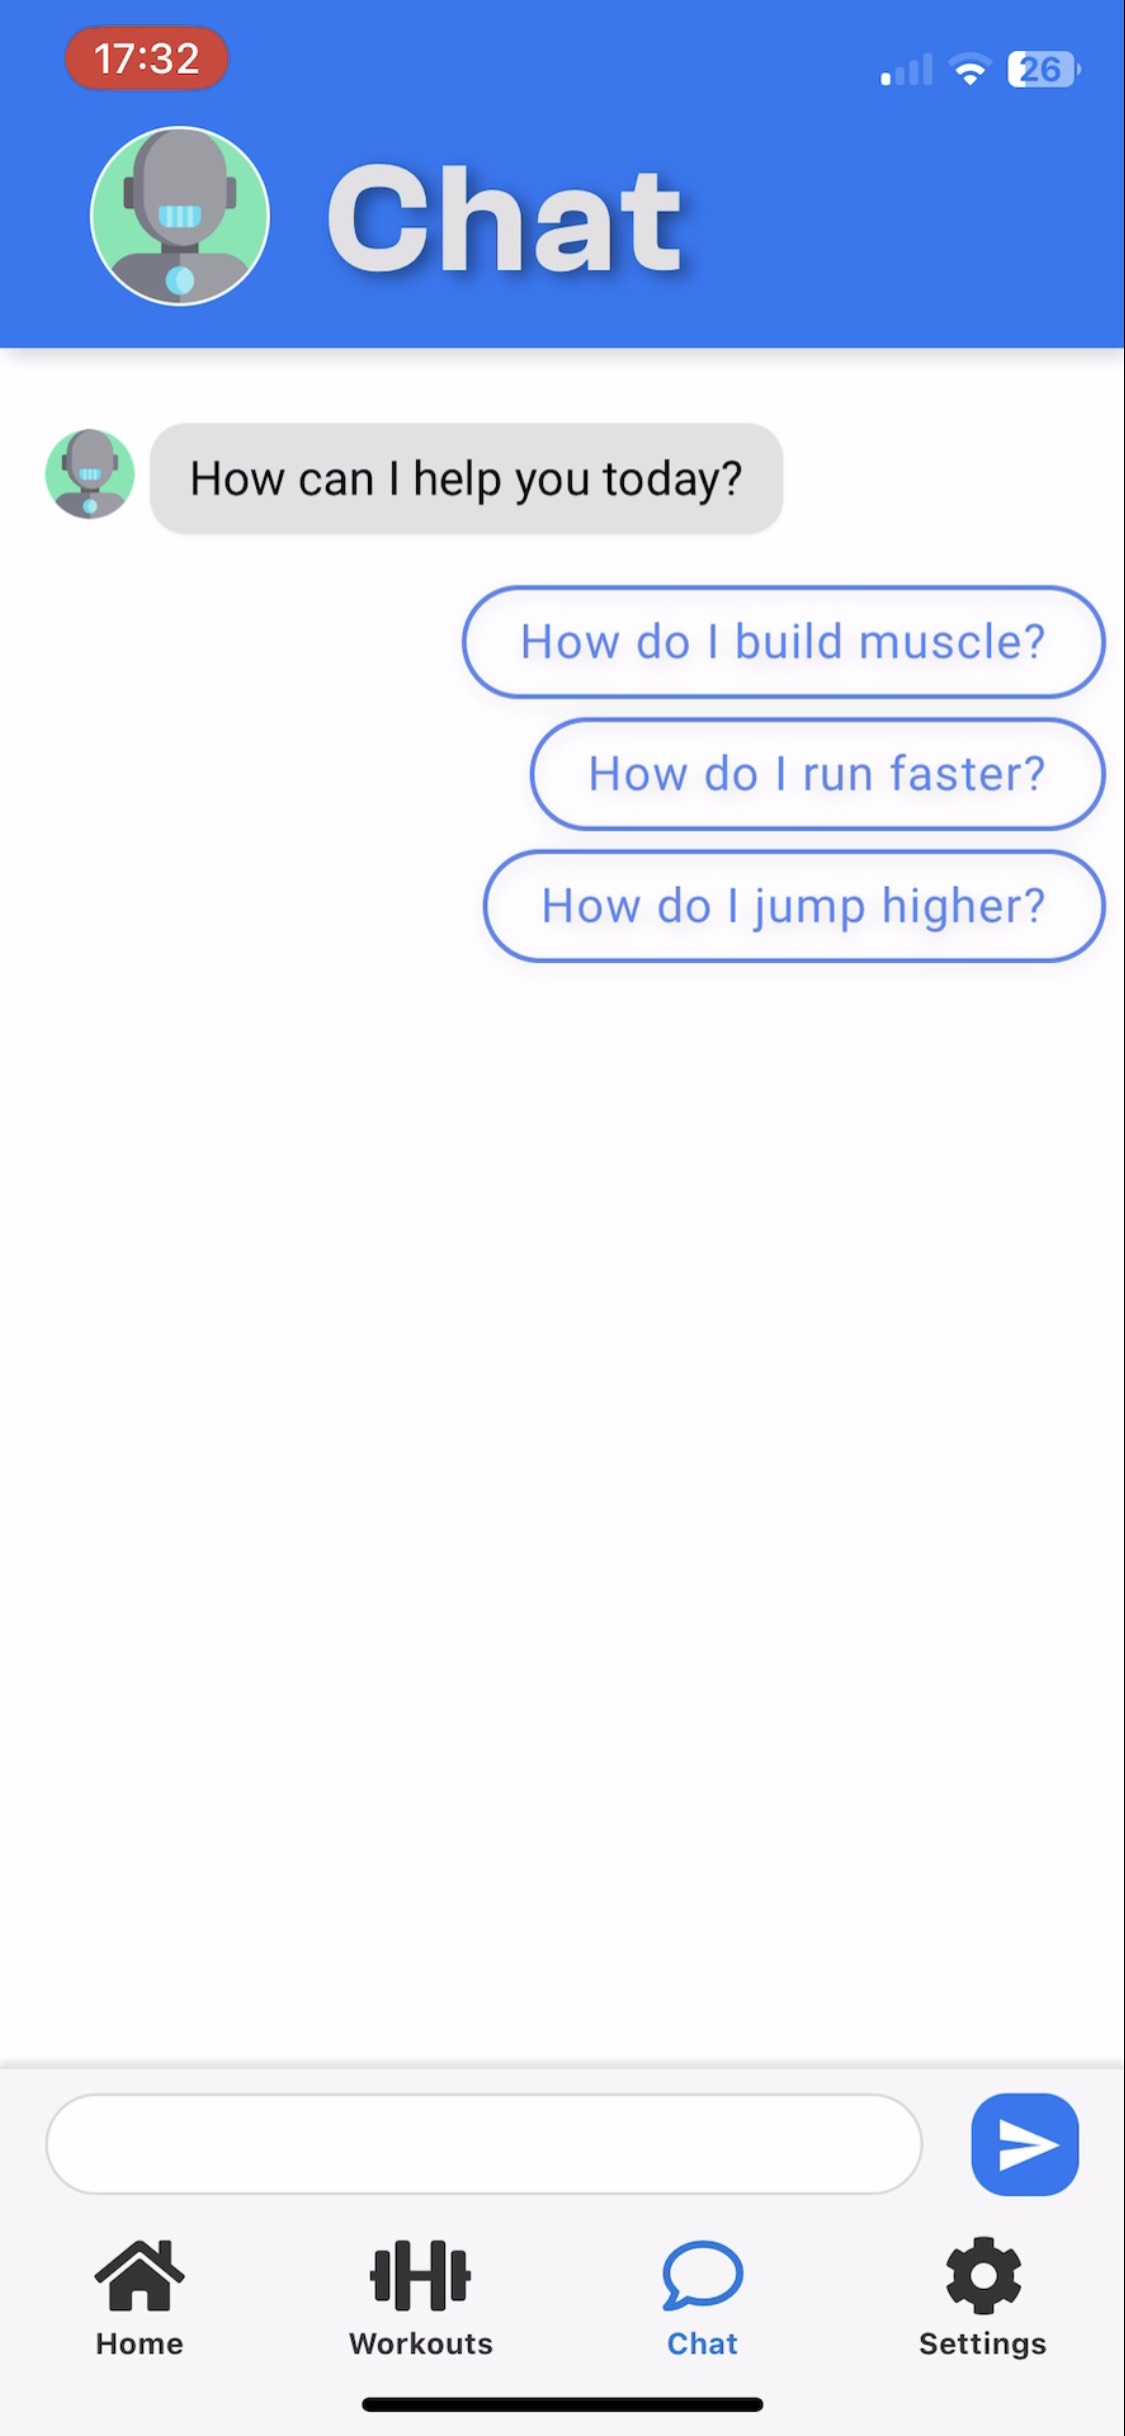 17:32
26
Chat
How can I help you today?
How do I build muscle?
How do I run faster?
How do I jump higher?
Home
Workouts
Chat
Settings